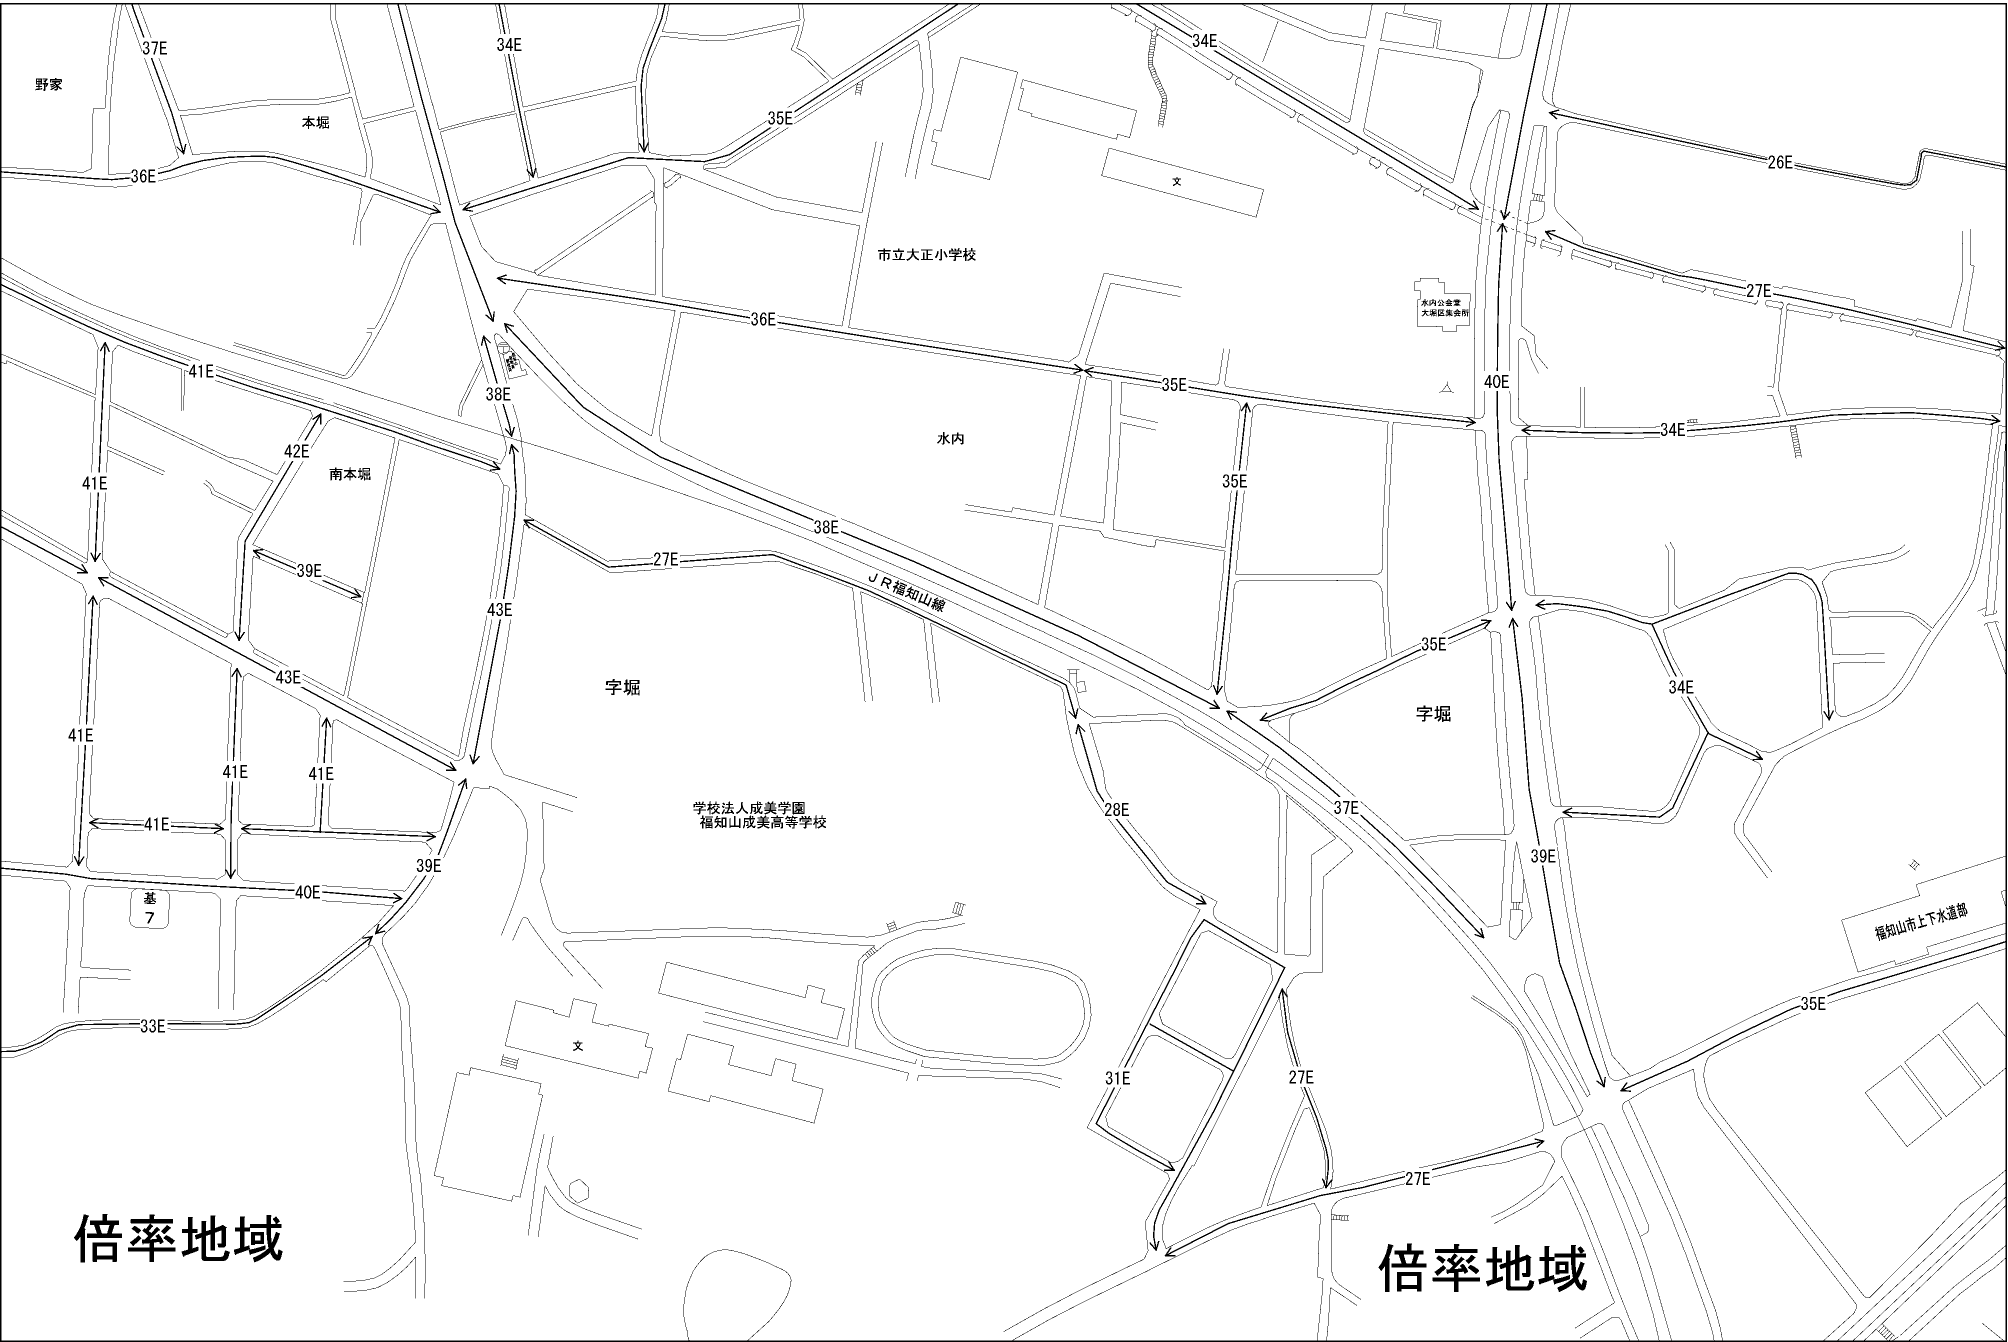 37E
34E
34E
野家
本堀
35E
26E
36E
文
市立大正小学校
27E
水内公会堂
大堀区集会所
36E
41E
38E
35E
40E
42E
水内
34E
南本堀
41E
35E
38E
27E
39E
JR福知山線
43E
35E
43E
字堀
34E
字堀
41E
41E
41E
学校法人成美学園
福知山成美高等学校
28E
37E
41E
39E
39E
40E
基
7
福知山市上下水道部
35E
33E
文
31E
27E
27E
倍率地域
倍率地域